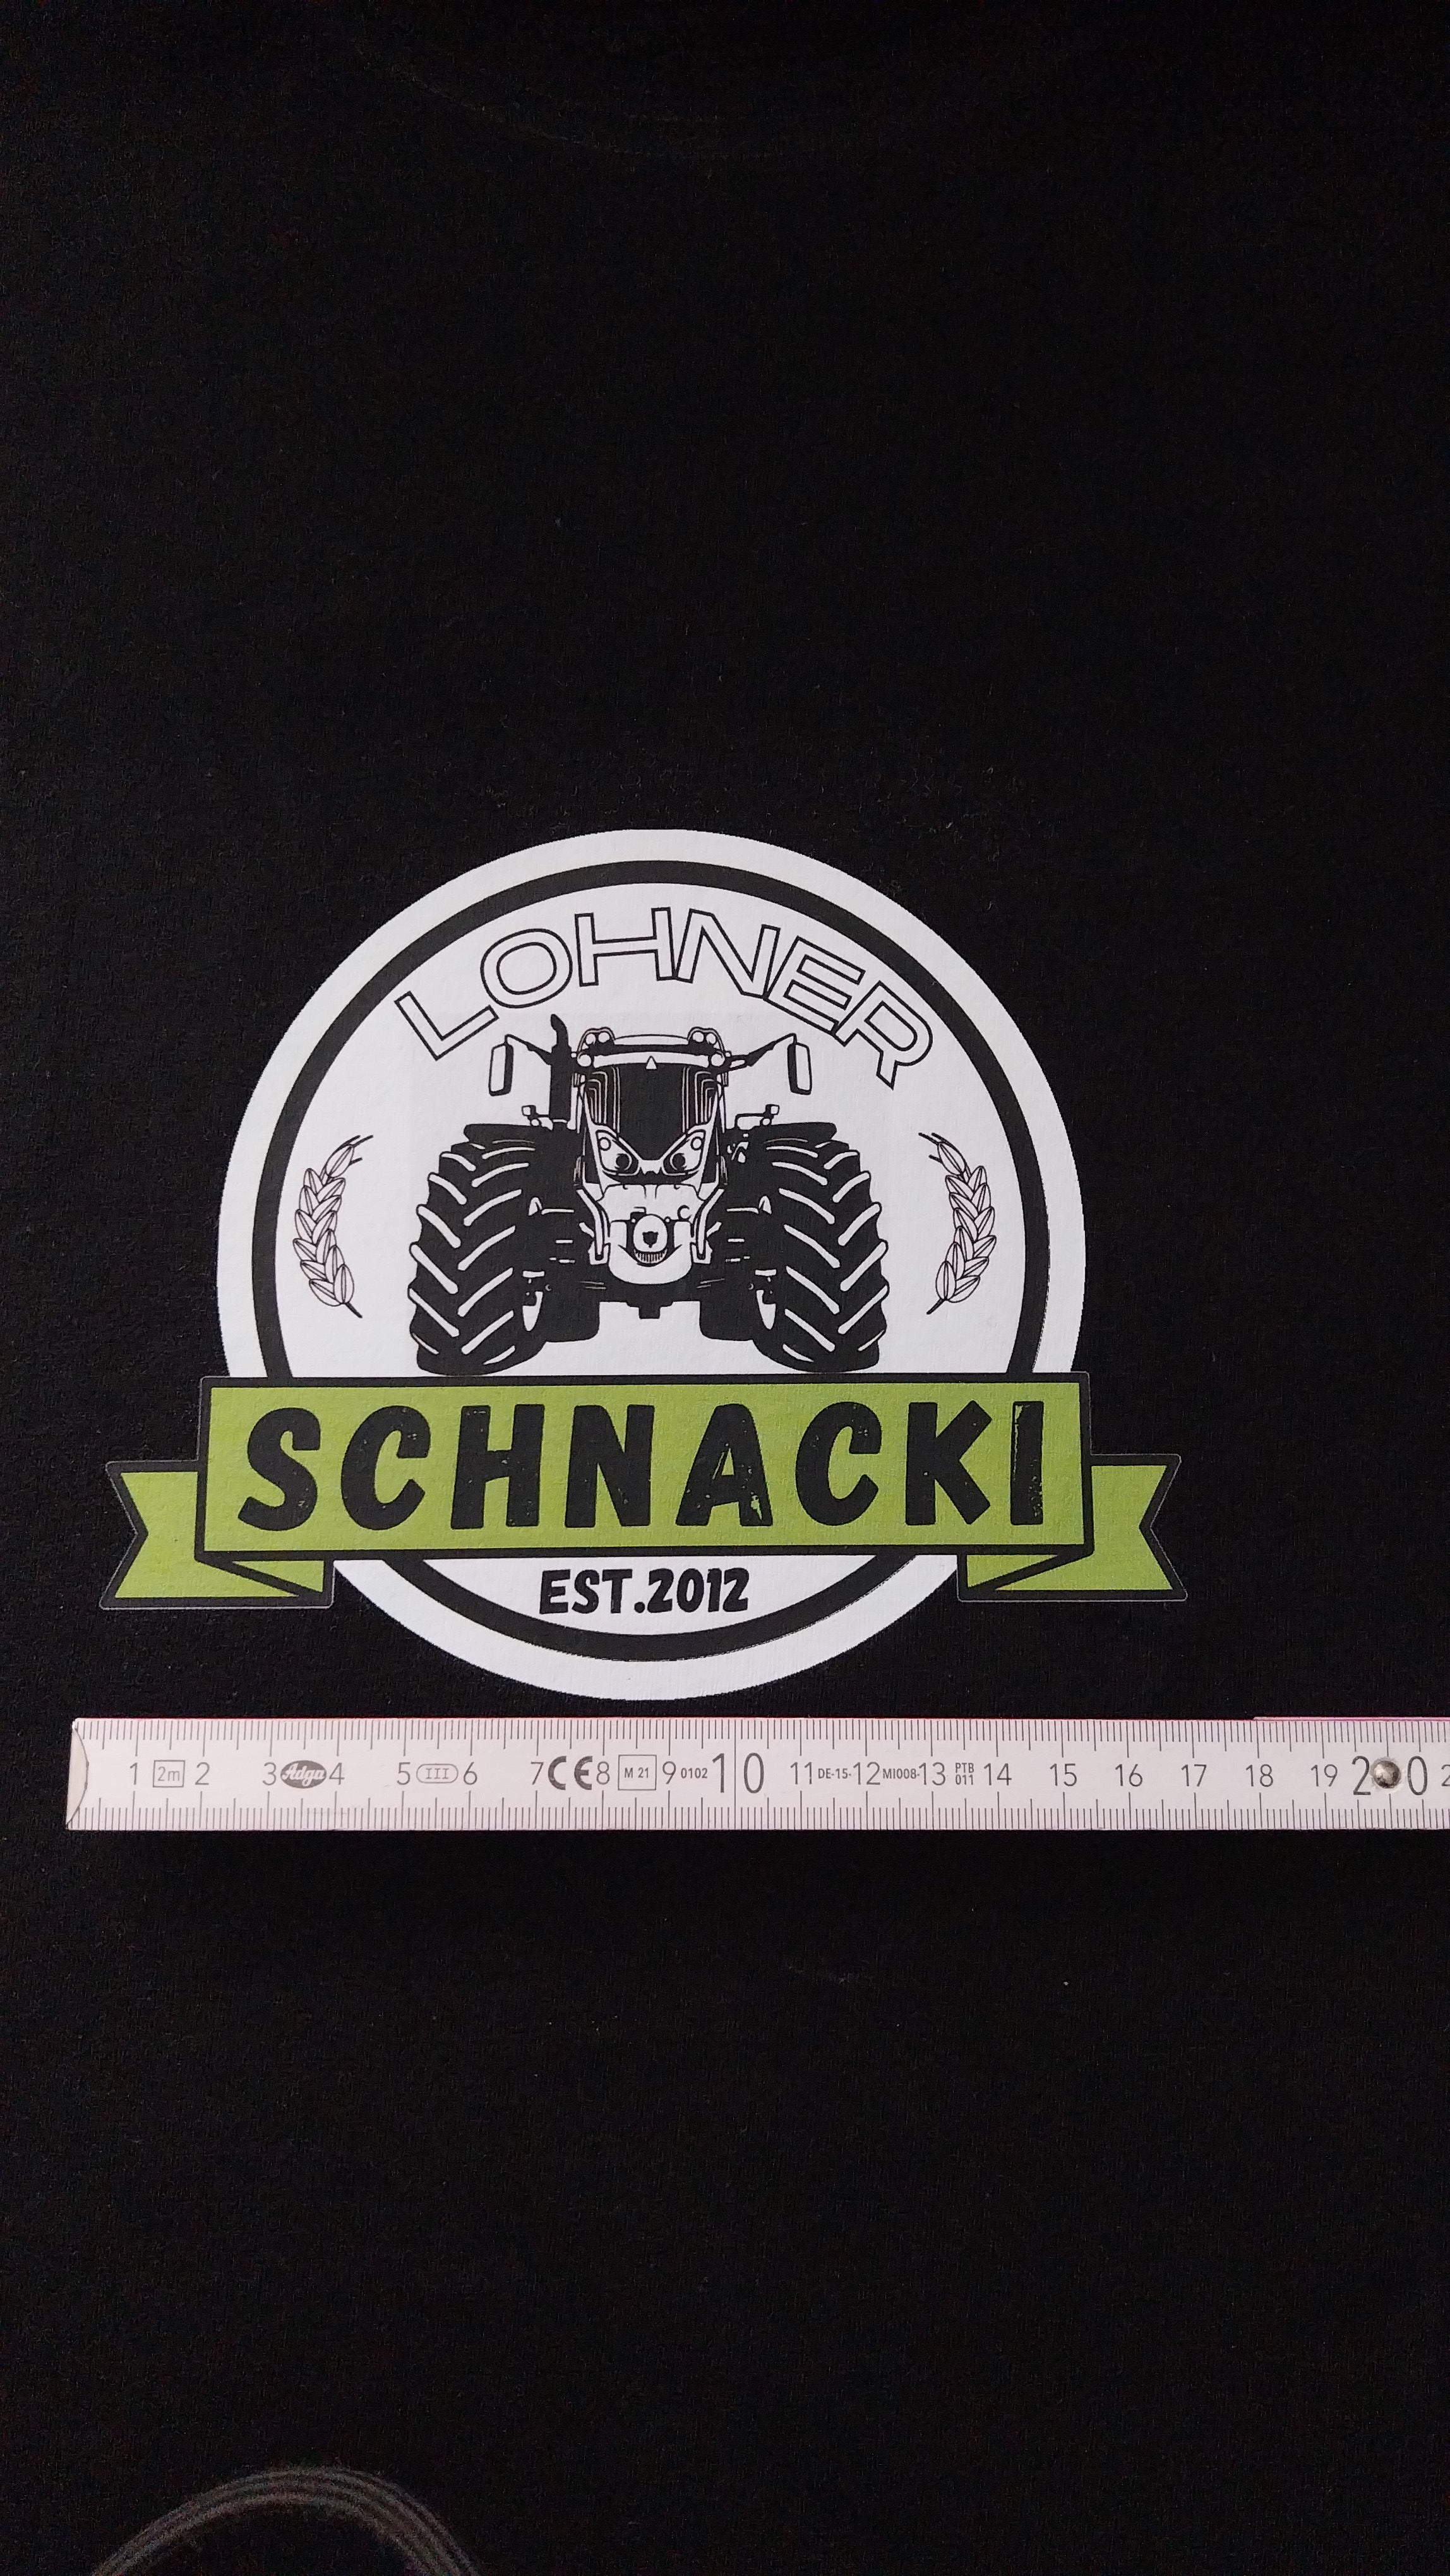 LOHNER
SCHNACKI
EST.2012
1 2m 2 3 Adga 4 5 III 6 7 CE 8 M 21 9 0102 10 11 DE-15- 12 MI008- 13 PTB 011 14 15 16 17 18 19 20